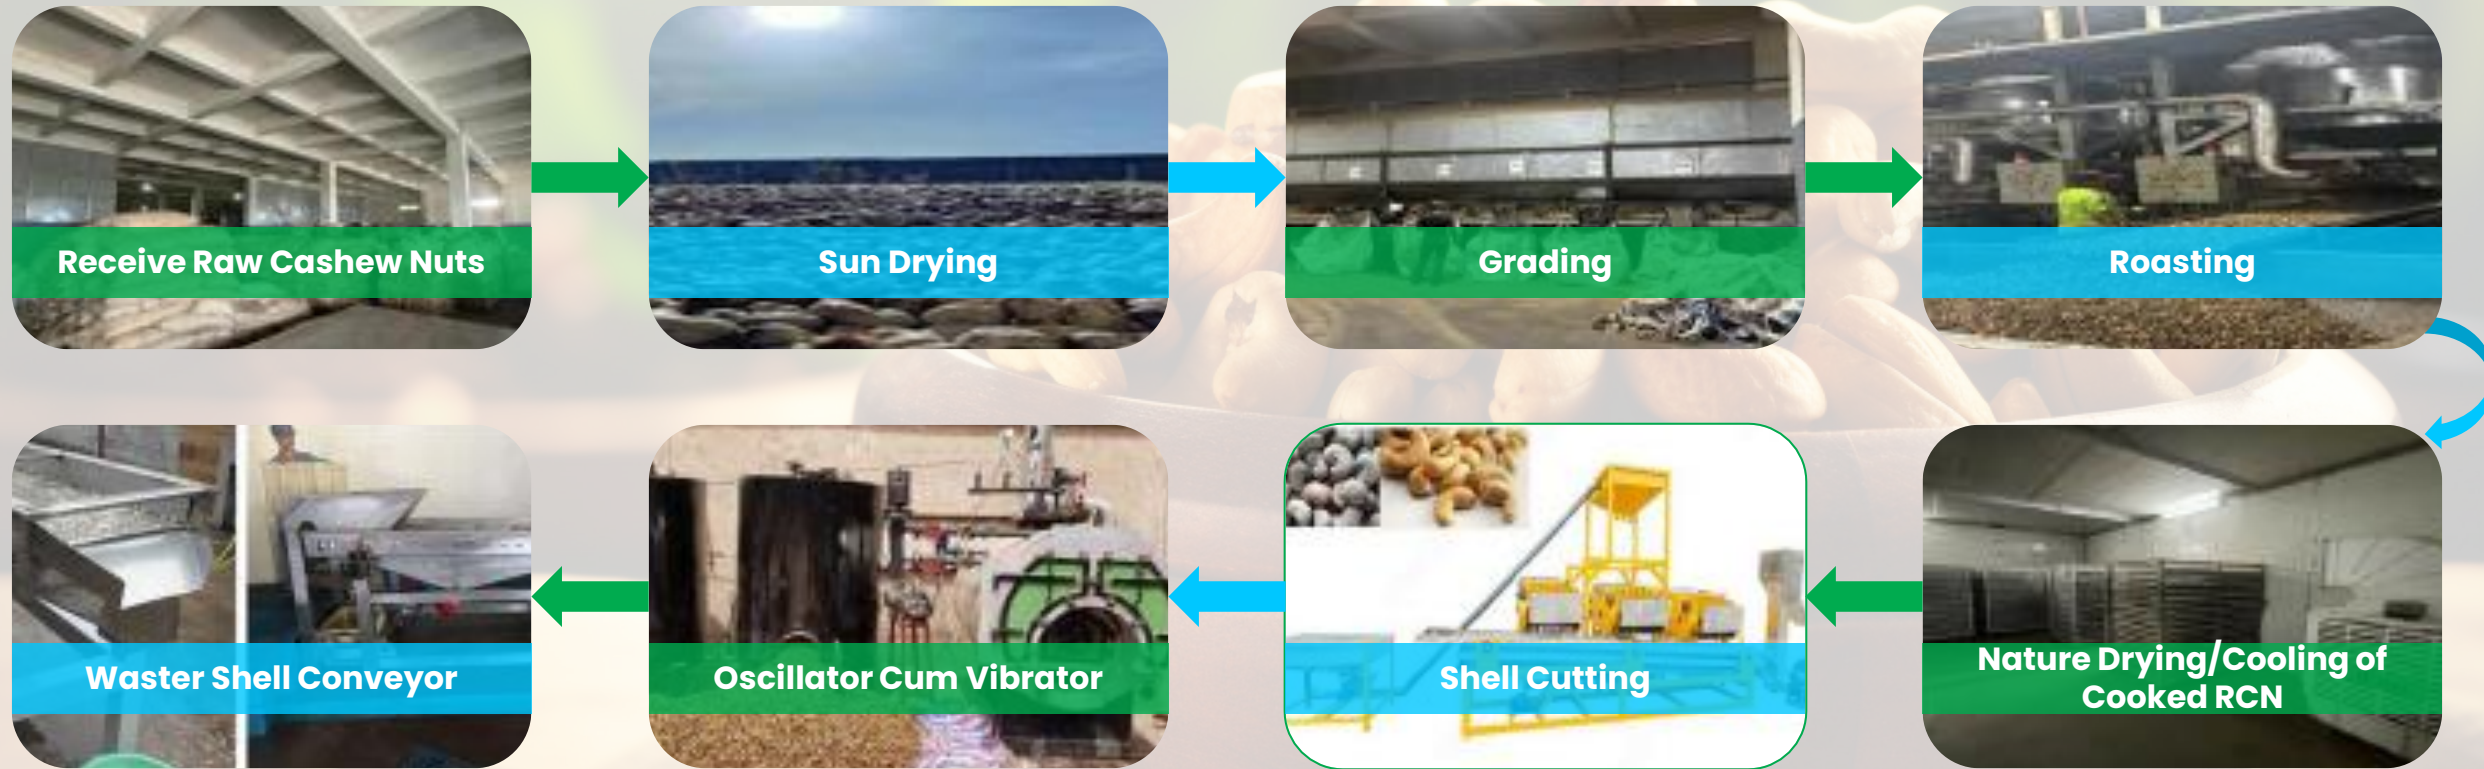 Receive Raw Cashew Nuts
Sun Drying
Grading
Roasting
Nature Drying/Cooling of
Cooked RCN
Shell Cutting
Oscillator Cum Vibrator
Waster Shell Conveyor